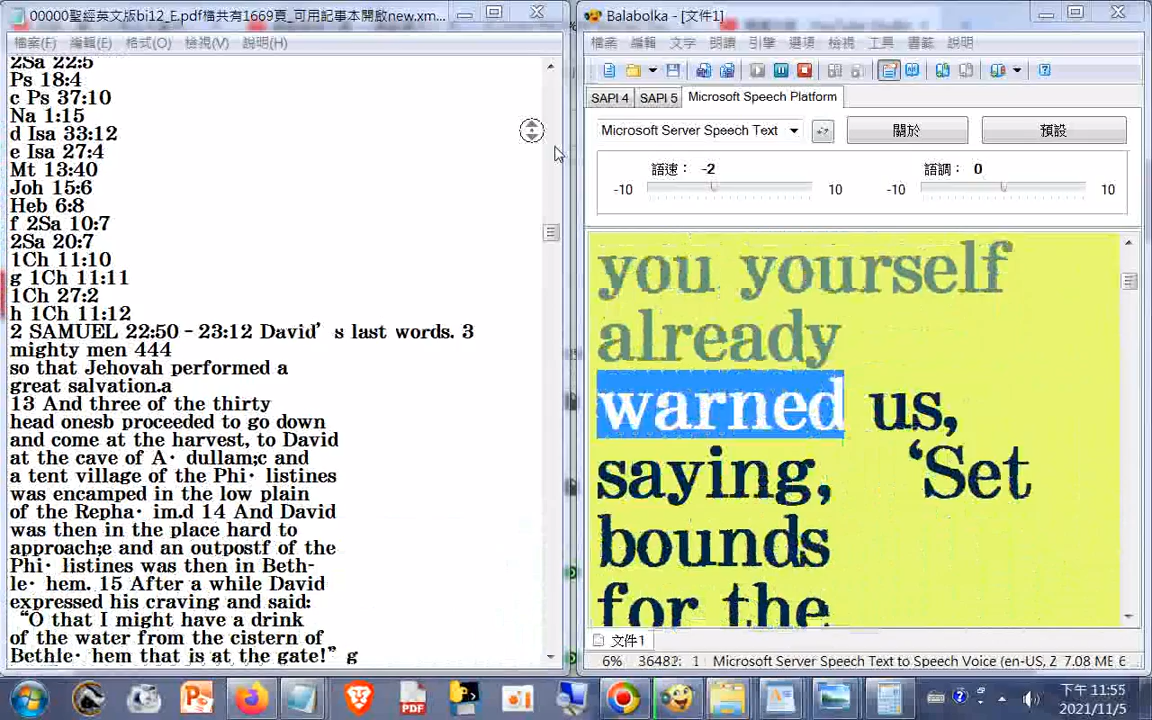 00000聖經英文版bi12_E.pdf檔共有1669頁_可用記事本開啟new.xm...
檔案(F) 編輯(E) 格式(O) 檢視(V) 說明(H)
2Sa 22:5
Ps 18:4
c Ps 37:10
Na 1:15
d Isa 33:12
e Isa 27:4
Mt 13:40
Joh 15:6
Heb 6:8
f 2Sa 10:7
2Sa 20:7
1Ch 11:10
g 1Ch 11:11
1Ch 27:2
h 1Ch 11:12
2 SAMUEL 22:50–23:12 David’s last words. 3
mighty men 444
so that Jehovah performed a
great salvation.a
13 And three of the thirty
head onesb proceeded to go down
and come at the harvest, to David
at the cave of A·dullam;c and
a tent village of the Phi·listines
was encamped in the low plain
of the Repha·im.d 14 And David
was then in the place hard to
approach;e and an outpostf of the
Phi·listines was then in Beth-
le·hem. 15 After a while David
expressed his craving and said:
“O that I might have a drink
of the water from the cistern of
Bethle·hem that is at the gate!”g
Balabolka - [文件1]
檔案 編輯 文字 朗讀 引擎 選項 檢視 工具 書籤 說明
SAPI 4 SAPI 5 Microsoft Speech Platform
Microsoft Server Speech Text 關於 預設
語速： -2 語調： 0
-10 10 -10 10
you yourself
already
warned us,
saying, ‘Set
bounds
for the
文件1
6% 36482: 1 Microsoft Server Speech Text to Speech Voice (en-US, Z 7.08 MB 6
PDF
下午 11:55
2021/11/5